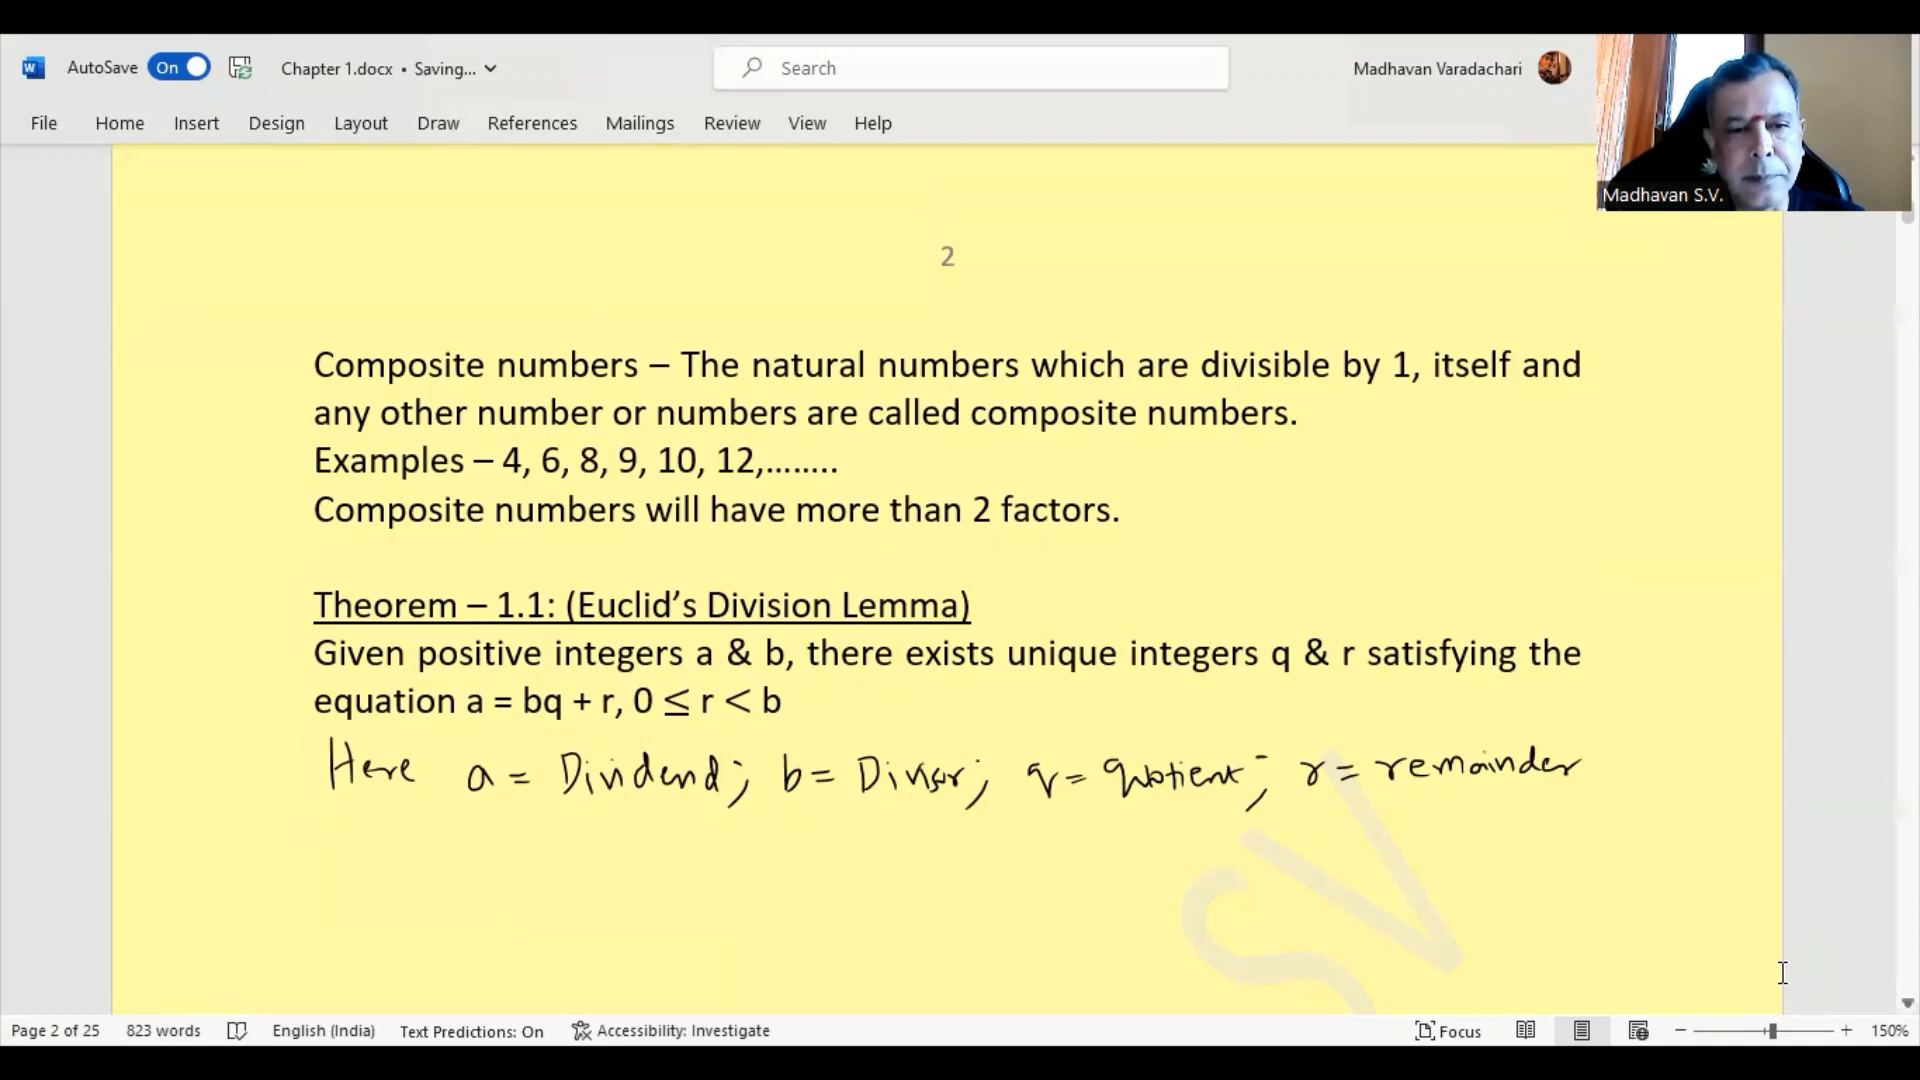 AutoSave On Chapter 1.docx • Saving... Search Madhavan Varadachari
File Home Insert Design Layout Draw References Mailings Review View Help
Madhavan S.V.
2
Composite numbers – The natural numbers which are divisible by 1, itself and
any other number or numbers are called composite numbers.
Examples – 4, 6, 8, 9, 10, 12,........
Composite numbers will have more than 2 factors.
Theorem – 1.1: (Euclid’s Division Lemma)
Given positive integers a & b, there exists unique integers q & r satisfying the
equation a = bq + r, 0 ≤ r < b
Here a = Dividend; b = Divisor; q = quotient; r = remainder
SV
Page 2 of 25 823 words English (India) Text Predictions: On Accessibility: Investigate Focus 150%